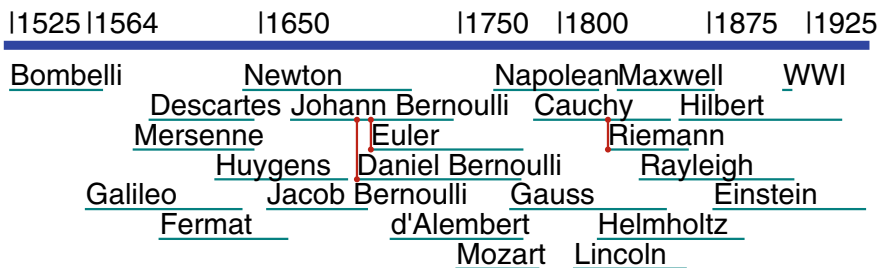 |1525 |1564 |1650 |1750 |1800 |1875 |1925
Bombelli Newton Napolean Maxwell WWI
Descartes Johann Bernoulli Cauchy Hilbert
Mersenne Euler Riemann
Huygens Daniel Bernoulli Rayleigh
Galileo Jacob Bernoulli Gauss Einstein
Fermat d'Alembert Helmholtz
Mozart Lincoln